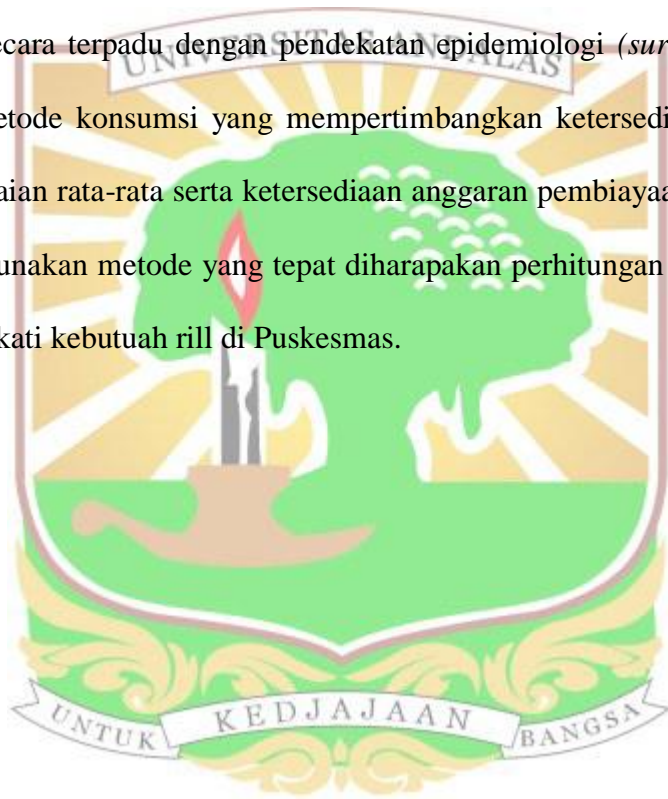 UNIVERSITAS ANDALAS
ecara terpadu dengan pendekatan epidemiologi (sur
etode konsumsi yang mempertimbangkan ketersedi
aian rata-rata serta ketersediaan anggaran pembiayaa
unakan metode yang tepat diharapakan perhitungan
kati kebutuah rill di Puskesmas.
UNTUK KEDJAJAAN BANGSA